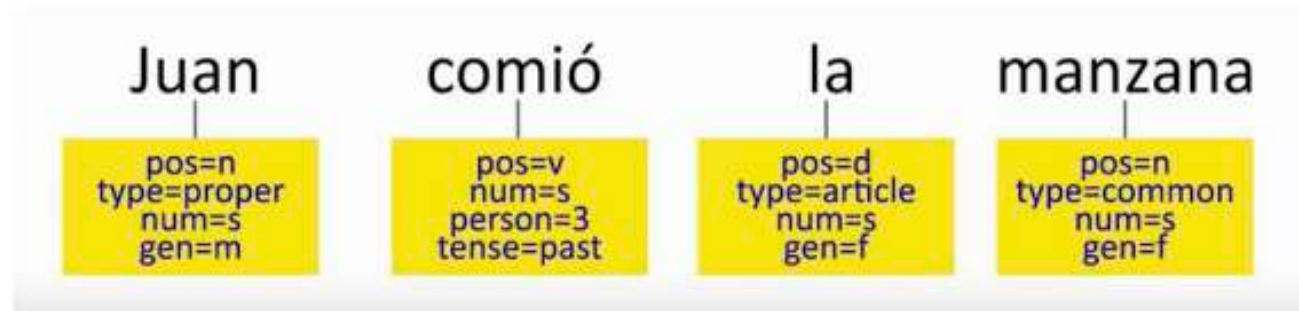 Juan comió la manzana
pos=n pos=v pos=d pos=n
type=proper num=s type=article type=common
num=s person=3 num=s num=s
gen=m tense=past gen=f gen=f